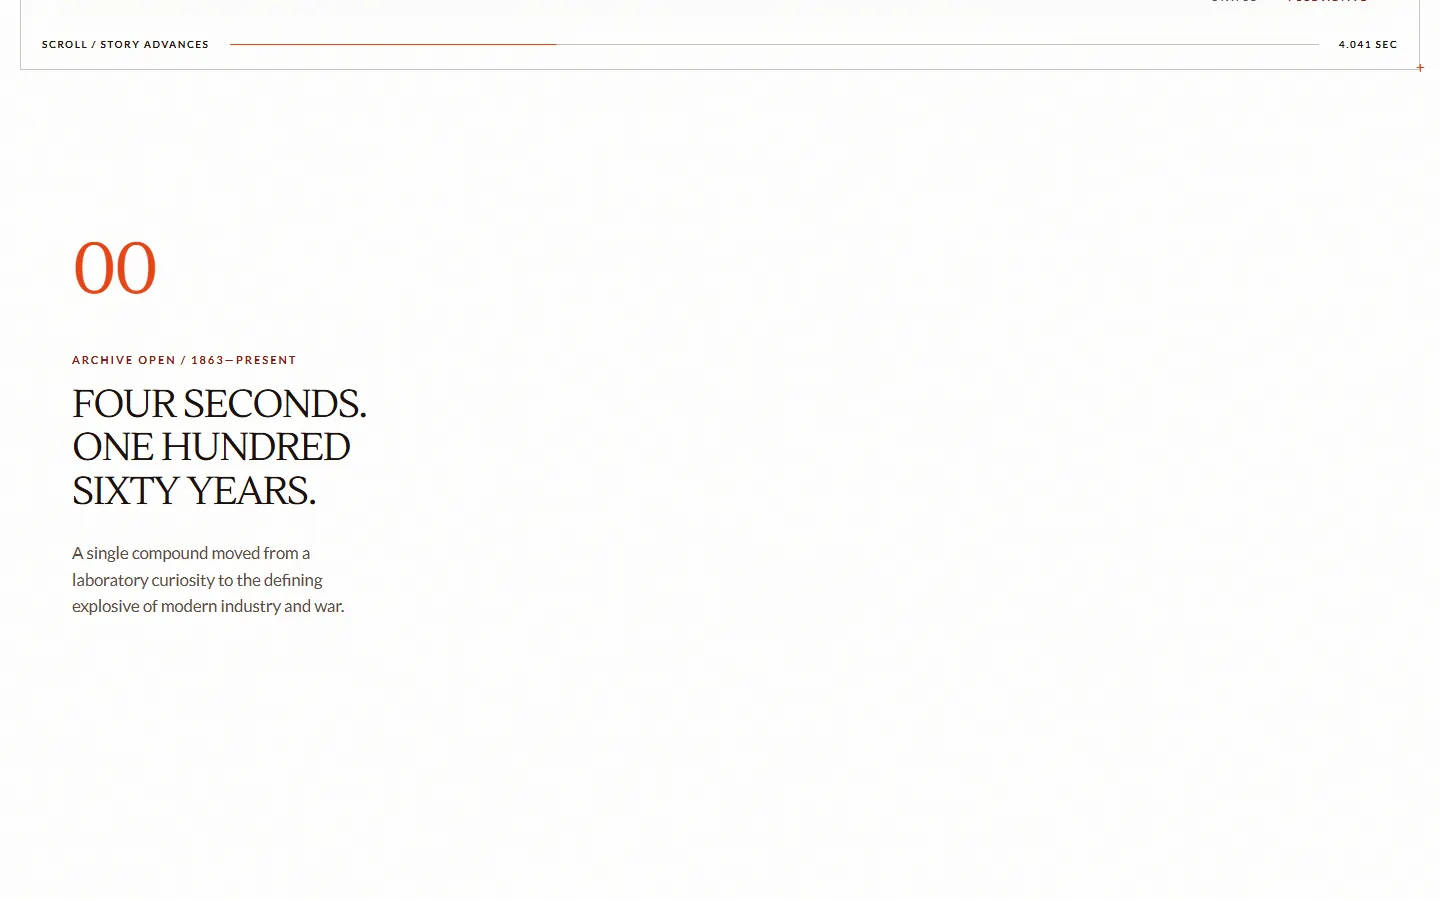 SCROLL / STORY ADVANCES
4.041 SEC
00
ARCHIVE OPEN / 1863—PRESENT
FOUR SECONDS.
ONE HUNDRED
SIXTY YEARS.
A single compound moved from a
laboratory curiosity to the defining
explosive of modern industry and war.